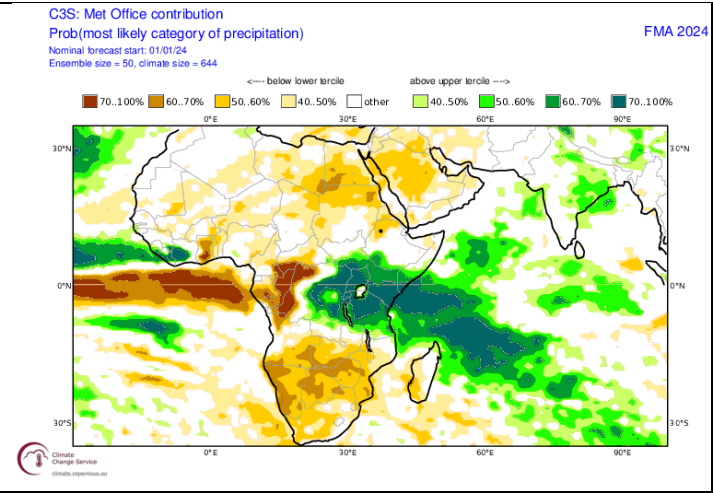 C3S: Met Office contribution
Prob(most likely category of precipitation)
FMA 2024
Nominal forecast start: 01/01/24
Ensemble size = 50, climate size = 644
<---- below lower tercile above upper tercile ---->
70..100% 60..70% 50..60% 40..50% other 40..50% 50..60% 60..70% 70..100%
0°E 30°E 60°E 90°E
30°N 30°N
0°N 0°N
30°S 30°S
0°E 30°E 60°E 90°E
Climate
Change Service
climate.copernicus.eu